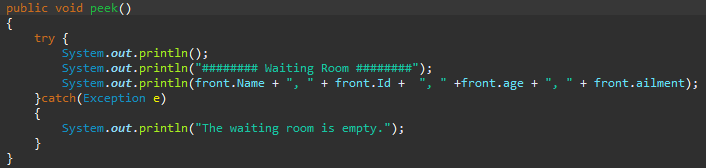 public void peek()
{
    try {
        System.out.println();
        System.out.println("######## Waiting Room ########");
        System.out.println(front.Name + ", " + front.Id +  ", " +front.age + ", " + front.ailment);
    }catch(Exception e)
    {
        System.out.println("The waiting room is empty.");
    }
}